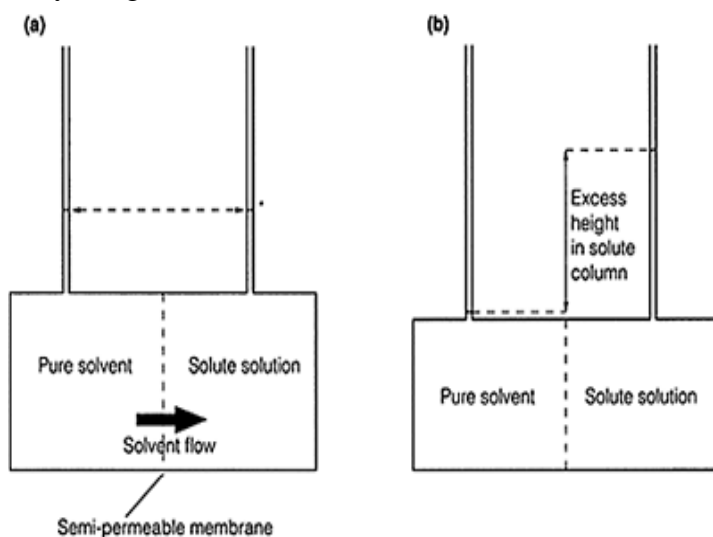 (a)
Pure solvent
Solute solution
Solvent flow
Semi-permeable membrane
(b)
Excess
height
in solute
column
Pure solvent
Solute solution